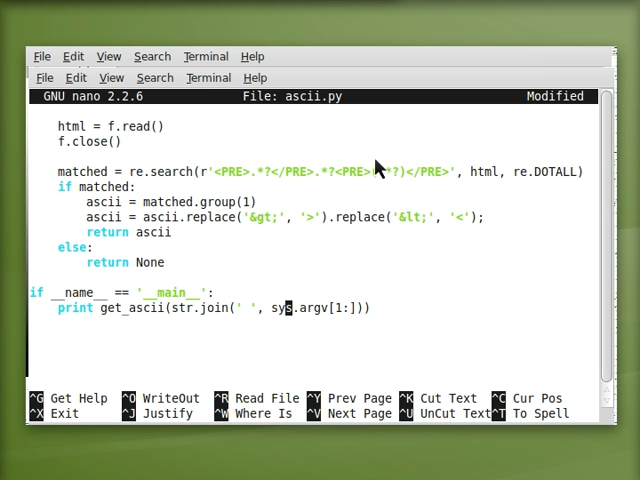 File Edit View Search Terminal Help
File Edit View Search Terminal Help
GNU nano 2.2.6 File: ascii.py Modified
html = f.read()
f.close()
matched = re.search(r'<PRE>.*?</PRE>.*?<PRE>( *?)</PRE>', html, re.DOTALL)
if matched:
ascii = matched.group(1)
ascii = ascii.replace('&gt;', '>').replace('&lt;', '<');
return ascii
else:
return None
if __name__ == '__main__':
print get_ascii(str.join(' ', sys.argv[1:]))
^G Get Help ^O WriteOut ^R Read File ^Y Prev Page ^K Cut Text ^C Cur Pos
^X Exit ^J Justify ^W Where Is ^V Next Page ^U UnCut Text ^T To Spell